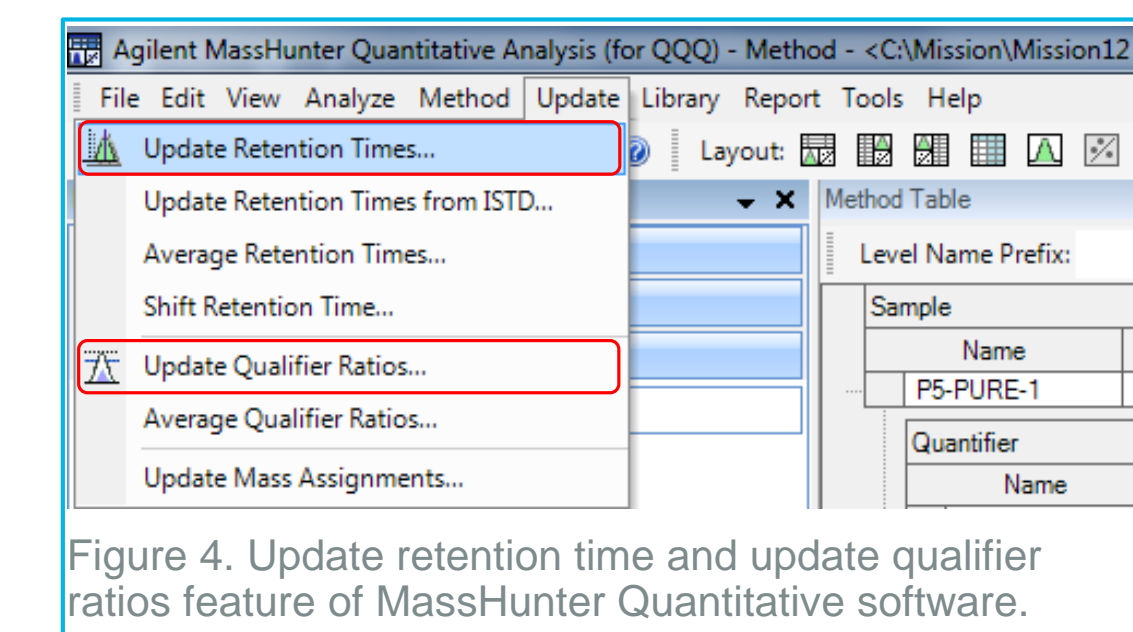 Agilent MassHunter Quantitative Analysis (for QQQ) - Method - <C:\Mission\Mission12
File Edit View Analyze Method Update Library Report Tools Help
Update Retention Times...
Layout:
Update Retention Times from ISTD...
Method Table
Average Retention Times...
Level Name Prefix:
Shift Retention Time...
Sample
Update Qualifier Ratios...
Name
P5-PURE-1
Average Qualifier Ratios...
Quantifier
Update Mass Assignments...
Name
Figure 4. Update retention time and update qualifier
ratios feature of MassHunter Quantitative software.